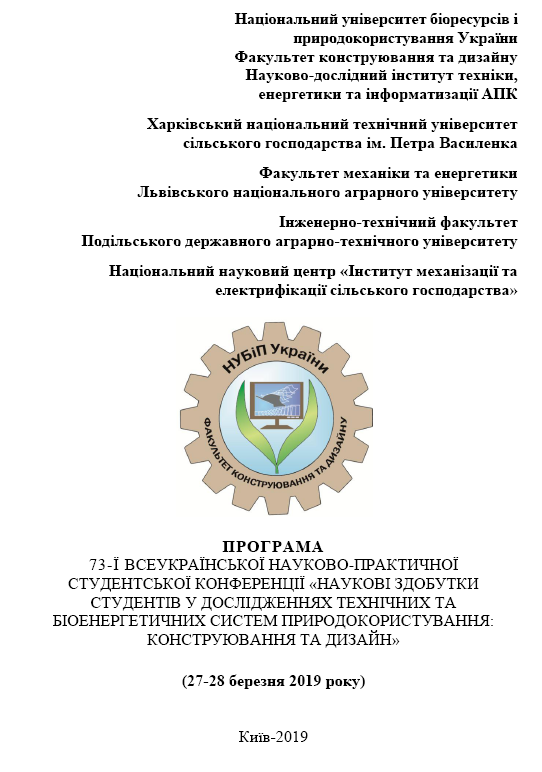 Національний університет біоресурсів і
природокористування України
Факультет конструювання та дизайну
Науково-дослідний інститут техніки,
енергетики та інформатизації АПК
Харківський національний технічний університет
сільського господарства ім. Петра Василенка
Факультет механіки та енергетики
Львівського національного аграрного університету
Інженерно-технічний факультет
Подільського державного аграрно-технічного університету
Національний науковий центр «Інститут механізації та
електрифікації сільського господарства»
НУБіП України
ФАКУЛЬТЕТ КОНСТРУЮВАННЯ ТА ДИЗАЙНУ
ПРОГРАМА
73-Ї ВСЕУКРАЇНСЬКОЇ НАУКОВО-ПРАКТИЧНОЇ
СТУДЕНТСЬКОЇ КОНФЕРЕНЦІЇ «НАУКОВІ ЗДОБУТКИ
СТУДЕНТІВ У ДОСЛІДЖЕННЯХ ТЕХНІЧНИХ ТА
БІОЕНЕРГЕТИЧНИХ СИСТЕМ ПРИРОДОКОРИСТУВАННЯ:
КОНСТРУЮВАННЯ ТА ДИЗАЙН»
(27-28 березня 2019 року)
Київ-2019